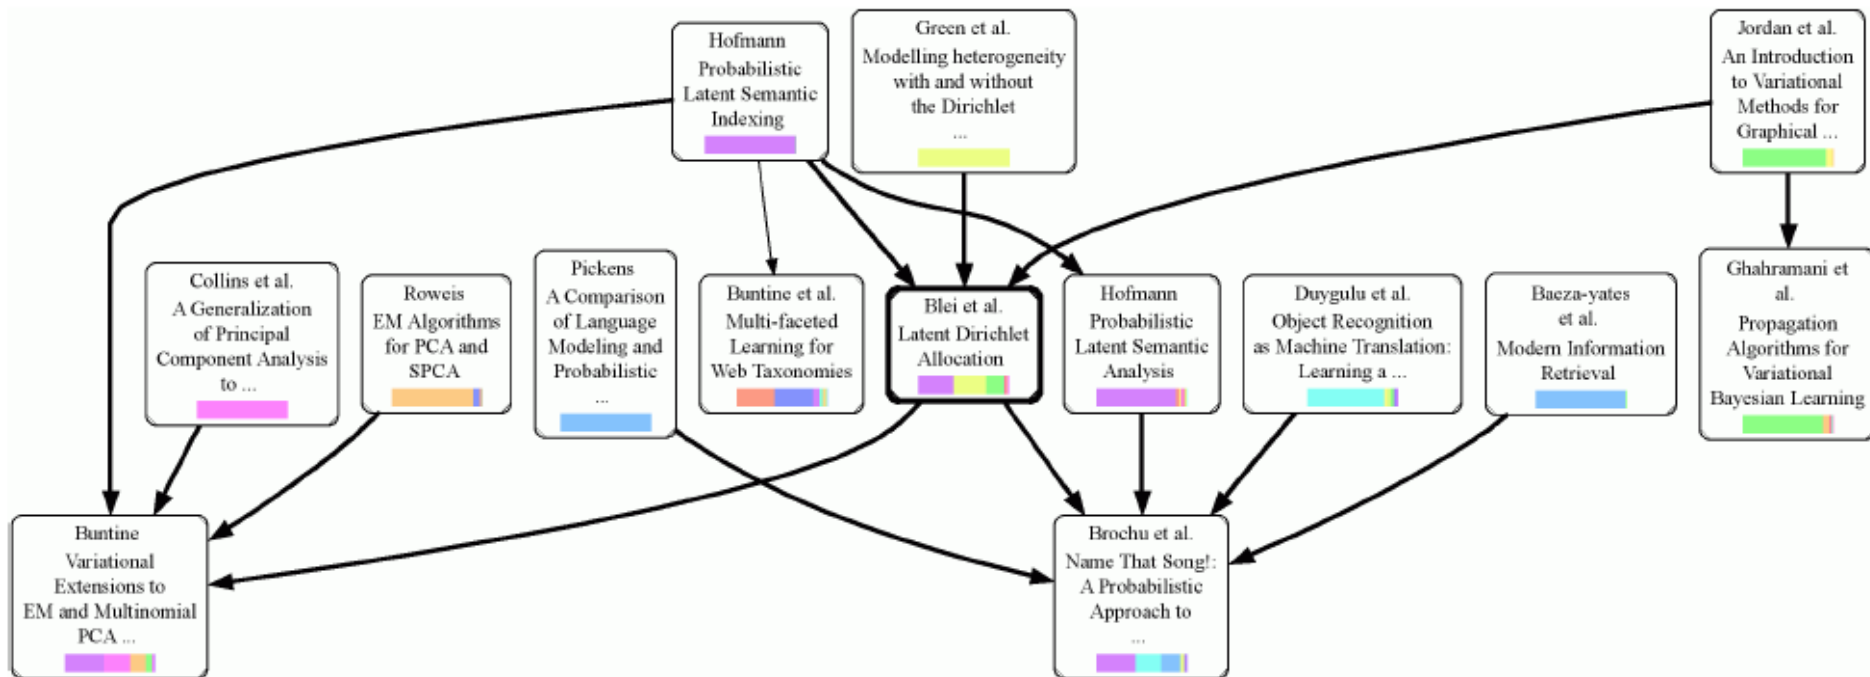 Hofmann
Probabilistic
Latent Semantic
Indexing
Green et al.
Modelling heterogeneity
with and without
the Dirichlet
...
Jordan et al.
An Introduction
to Variational
Methods for
Graphical ...
Collins et al.
A Generalization
of Principal
Component Analysis
to ...
Roweis
EM Algorithms
for PCA and
SPCA
Pickens
A Comparison
of Language
Modeling and
Probabilistic
...
Buntine et al.
Multi-faceted
Learning for
Web Taxonomies
Blei et al.
Latent Dirichlet
Allocation
Hofmann
Probabilistic
Latent Semantic
Analysis
Duygulu et al.
Object Recognition
as Machine Translation:
Learning a ...
Baeza-yates
et al.
Modern Information
Retrieval
Ghahramani et
al.
Propagation
Algorithms for
Variational
Bayesian Learning
Buntine
Variational
Extensions to
EM and Multinomial
PCA ...
Brochu et al.
Name That Song!:
A Probabilistic
Approach to
...